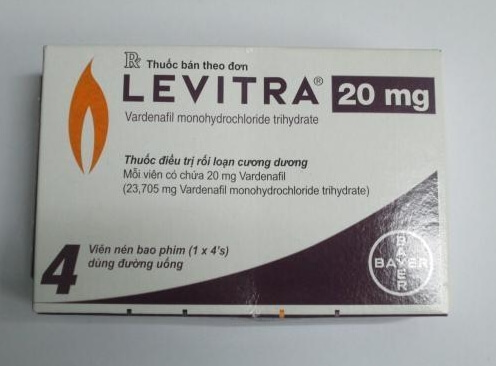 Rx Thuốc bán theo đơn
LEVITRA® 20 mg
Vardenafil monohydrochloride trihydrate
Thuốc điều trị rối loạn cương dương
Mỗi viên có chứa 20 mg Vardenafil
(23,705 mg Vardenafil monohydrochloride trihydrate)
4 Viên nén bao phim (1 x 4's)
dùng đường uống
BAYER
BAYER